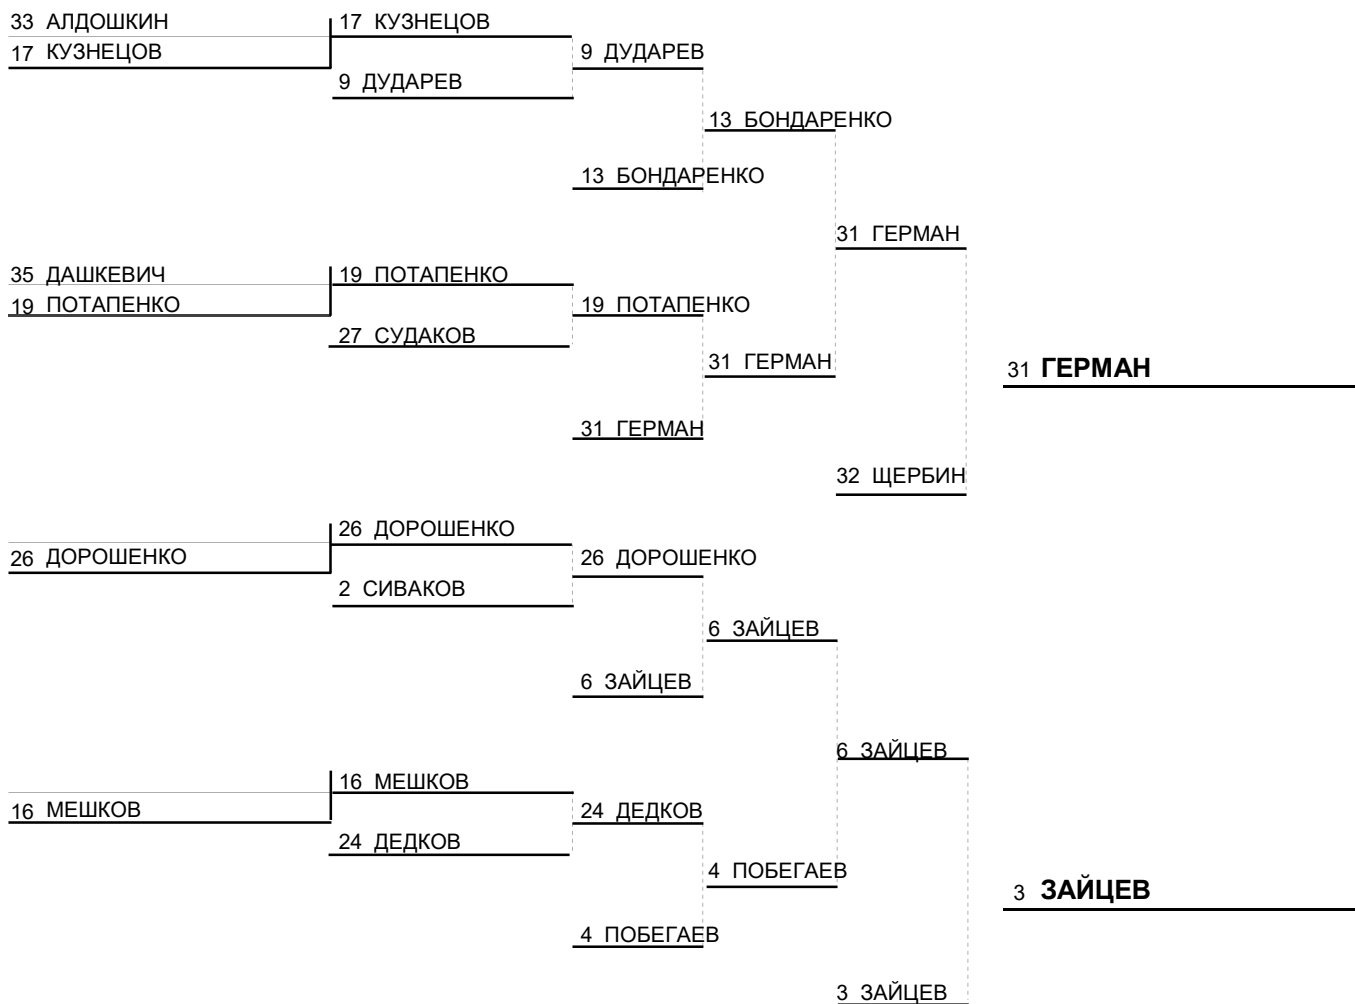 33 АЛДОШКИН
17 КУЗНЕЦОВ
17 КУЗНЕЦОВ
9 ДУДАРЕВ
9 ДУДАРЕВ
13 БОНДАРЕНКО
13 БОНДАРЕНКО
31 ГЕРМАН
35 ДАШКЕВИЧ
19 ПОТАПЕНКО
19 ПОТАПЕНКО
19 ПОТАПЕНКО
27 СУДАКОВ
31 ГЕРМАН
31 ГЕРМАН
31 ГЕРМАН
32 ЩЕРБИН
26 ДОРОШЕНКО
26 ДОРОШЕНКО
26 ДОРОШЕНКО
2 СИВАКОВ
6 ЗАЙЦЕВ
6 ЗАЙЦЕВ
6 ЗАЙЦЕВ
16 МЕШКОВ
16 МЕШКОВ
24 ДЕДКОВ
24 ДЕДКОВ
4 ПОБЕГАЕВ
3 ЗАЙЦЕВ
4 ПОБЕГАЕВ
3 ЗАЙЦЕВ